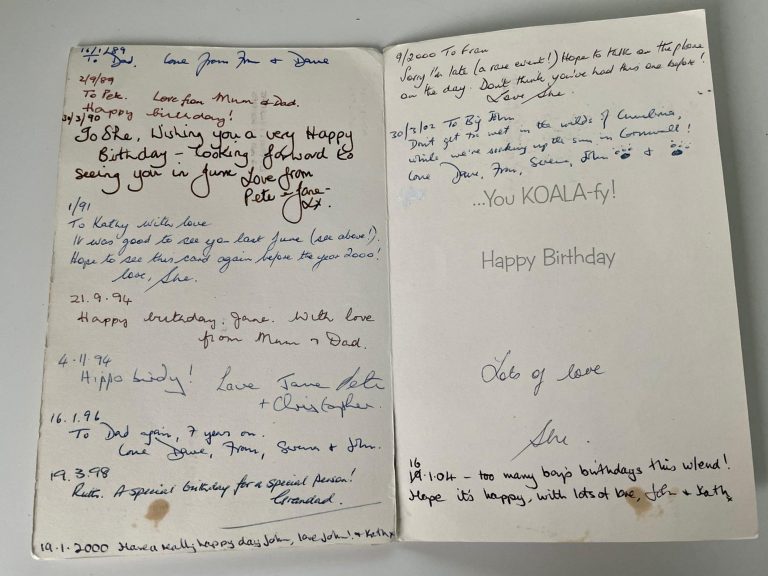 16/1/89
To Dad. Love from Fran & Dave
2/9/89
To Pete. Love from Mum & Dad.
Happy birthday!
30/3/90
To She, Wishing you a very Happy
Birthday – looking forward to
seeing you in June Love from
Pete + Jane
x
1/91
To Kathy with love
It was good to see you last June (see above!).
Hope to see this card again before the year 2000!
love, She.
21.9.94
Happy birthday, Jane. With love
from Mum & Dad.
4.11.94
Hippo birdy! Love Jane Pete
+ Christopher.
16.1.96
To Dad again, 7 years on.
Love Dave, Fran, & John.
19.3.98
Ruth. A special birthday for a special person!
Grandad.
19.1.2000 Have a really happy day John, love John! & Kath x
9/2000 To Fran
Sorry I'm late (a rare event!) Hope to talk on the phone
on the day. Don't think you've had this one before!
Love She.
30/3/02 To Big John
Don't get too wet in the wilds of Cumbria,
while we're soaking up the sun in Cornwall!
Love Dave, Fran, John &
...You KOALA-fy!
Happy Birthday
Lots of love
She.
16
19.1.04 – too many boys birthdays this w/end!
Hope it's happy, with lots of love, John & Kath x